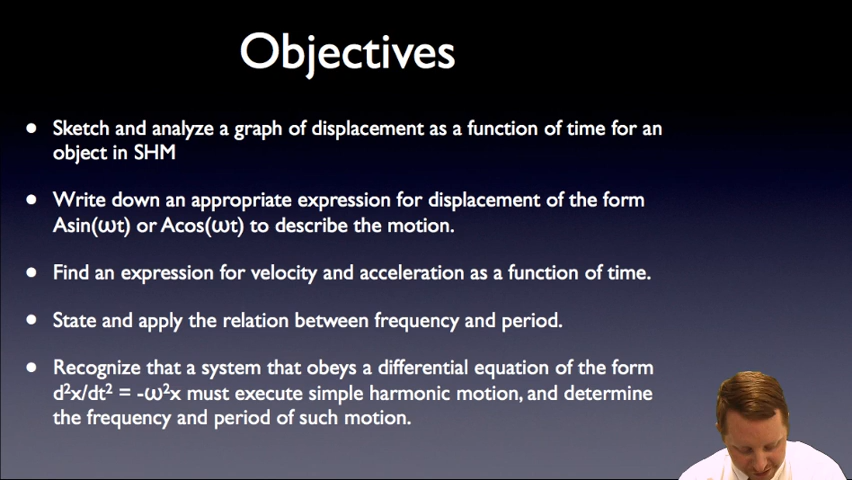 Objectives
• Sketch and analyze a graph of displacement as a function of time for an
object in SHM
• Write down an appropriate expression for displacement of the form
Asin(ωt) or Acos(ωt) to describe the motion.
• Find an expression for velocity and acceleration as a function of time.
• State and apply the relation between frequency and period.
• Recognize that a system that obeys a differential equation of the form
d²x/dt² = -ω²x must execute simple harmonic motion, and determine
the frequency and period of such motion.